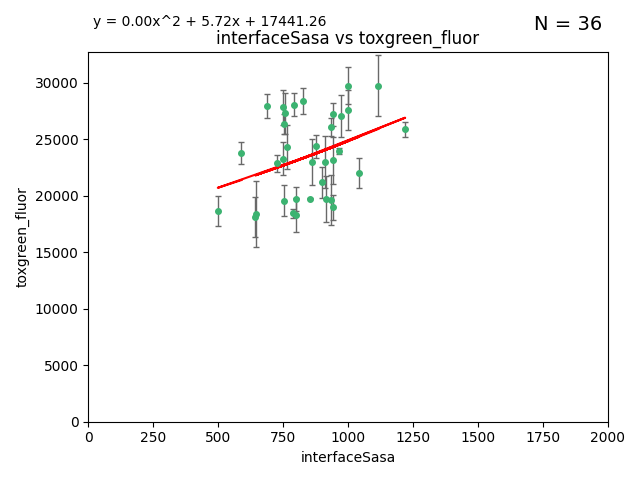 y = 0.00x^2 + 5.72x + 17441.26
N = 36
interfaceSasa vs toxgreen_fluor
30000
25000
20000
15000
10000
5000
0
toxgreen_fluor
0 250 500 750 1000 1250 1500 1750 2000
interfaceSasa